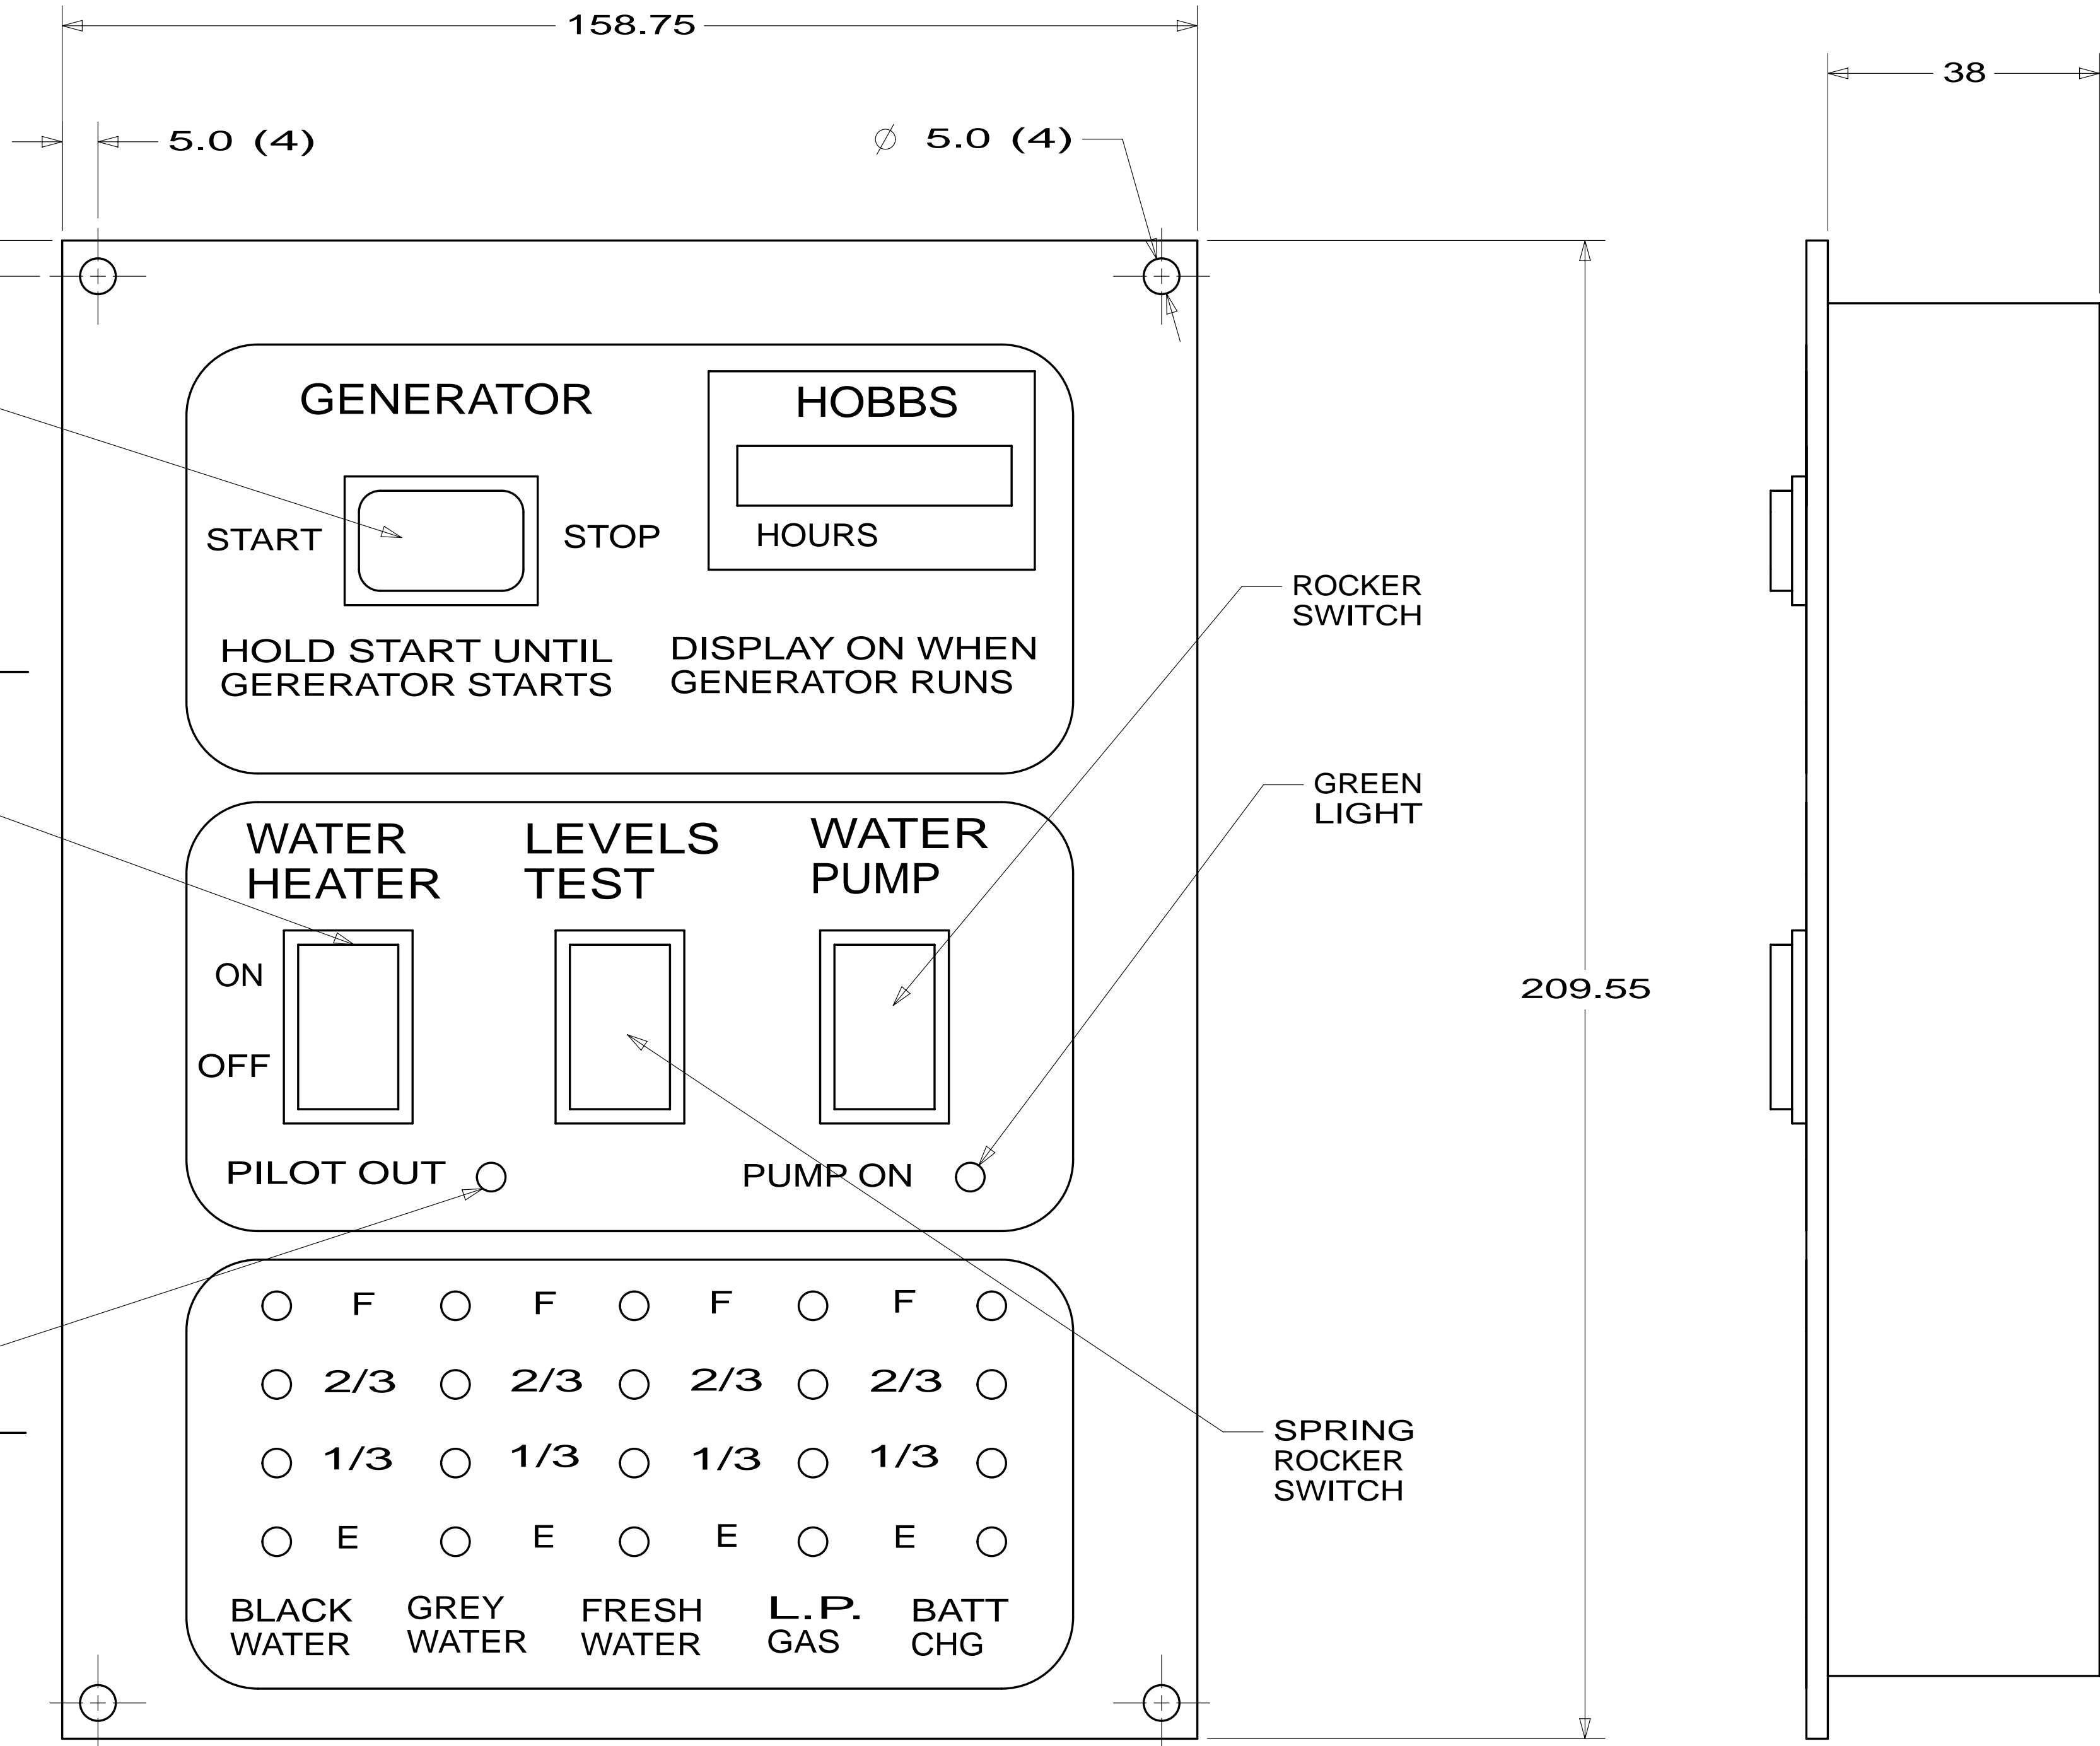 158.75
38
5.0 (4)
∅ 5.0 (4)
GENERATOR
HOBBS
START
STOP
HOURS
HOLD START UNTIL
GERERATOR STARTS
DISPLAY ON WHEN
GENERATOR RUNS
ROCKER
SWITCH
GREEN
LIGHT
WATER
HEATER
LEVELS
TEST
WATER
PUMP
ON
OFF
209.55
PILOT OUT
PUMP ON
F F F F
2/3 2/3 2/3 2/3
1/3 1/3 1/3 1/3
E E E E
SPRING
ROCKER
SWITCH
BLACK
WATER
GREY
WATER
FRESH
WATER
L.P.
GAS
BATT
CHG